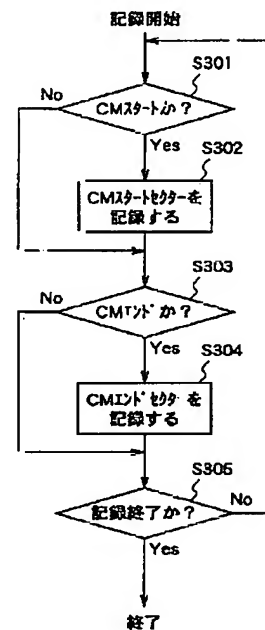 記録開始
S301
CMスタートか?
No
Yes
S302
CMスタートセクターを
記録する
S303
CMエンドか?
No
Yes
S304
CMエンドセクターを
記録する
S305
記録終了か?
No
Yes
終了